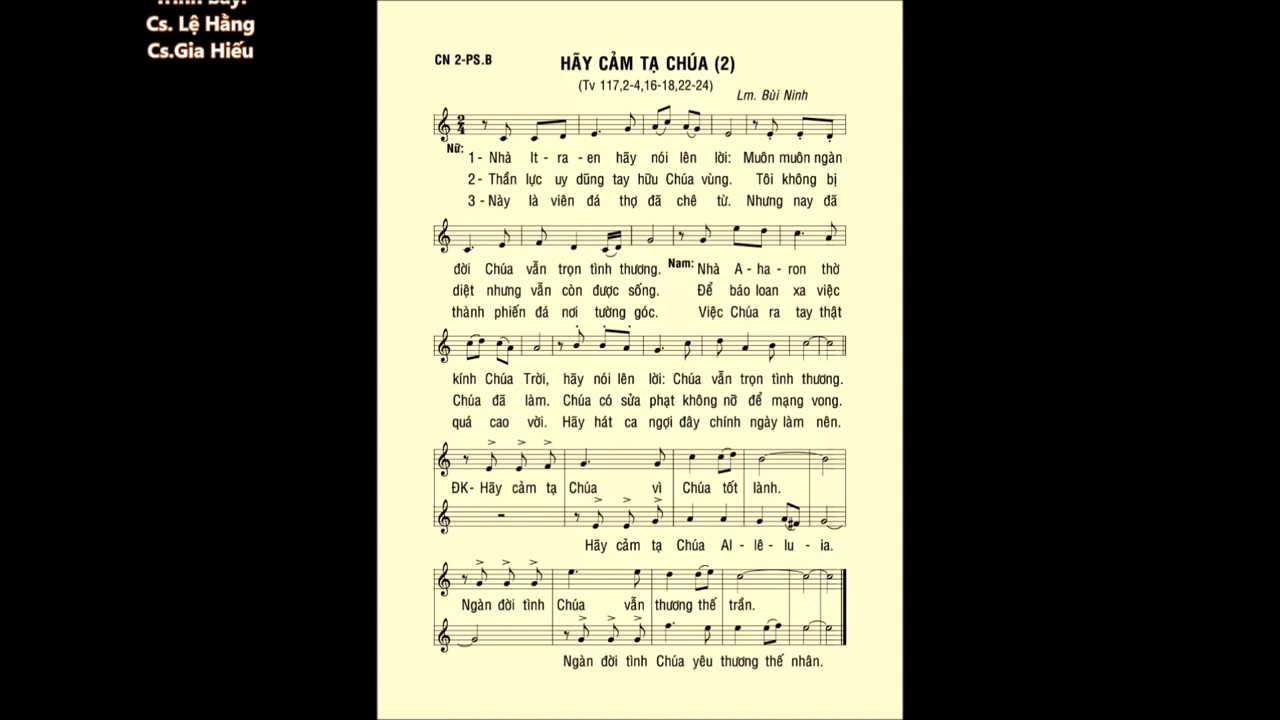 Trình bày:
Cs. Lệ Hằng
Cs.Gia Hiếu
CN 2-PS.B
HÃY CẢM TẠ CHÚA (2)
(Tv 117,2-4,16-18,22-24)
Lm. Bùi Ninh
Nữ:
1- Nhà It - ra - en hãy nói lên lời: Muôn muôn ngàn
2- Thần lực uy dũng tay hữu Chúa vùng. Tôi không bị
3 - Này là viên đá thợ đã chê từ. Nhưng nay đã
đời Chúa vẫn trọn tình thương. Nam: Nhà A - ha - ron thờ
diệt nhưng vẫn còn được sống. Để báo loan xa việc
thành phiến đá nơi tường góc. Việc Chúa ra tay thật
kính Chúa Trời, hãy nói lên lời: Chúa vẫn trọn tình thương.
Chúa đã làm. Chúa có sửa phạt không nỡ để mạng vong.
quá cao vời. Hãy hát ca ngợi đây chính ngày làm nên.
ĐK- Hãy cảm tạ Chúa vì Chúa tốt lành.
Hãy cảm tạ Chúa Al - lê - lu - ia.
Ngàn đời tình Chúa vẫn thương thế trần.
Ngàn đời tình Chúa yêu thương thế nhân.